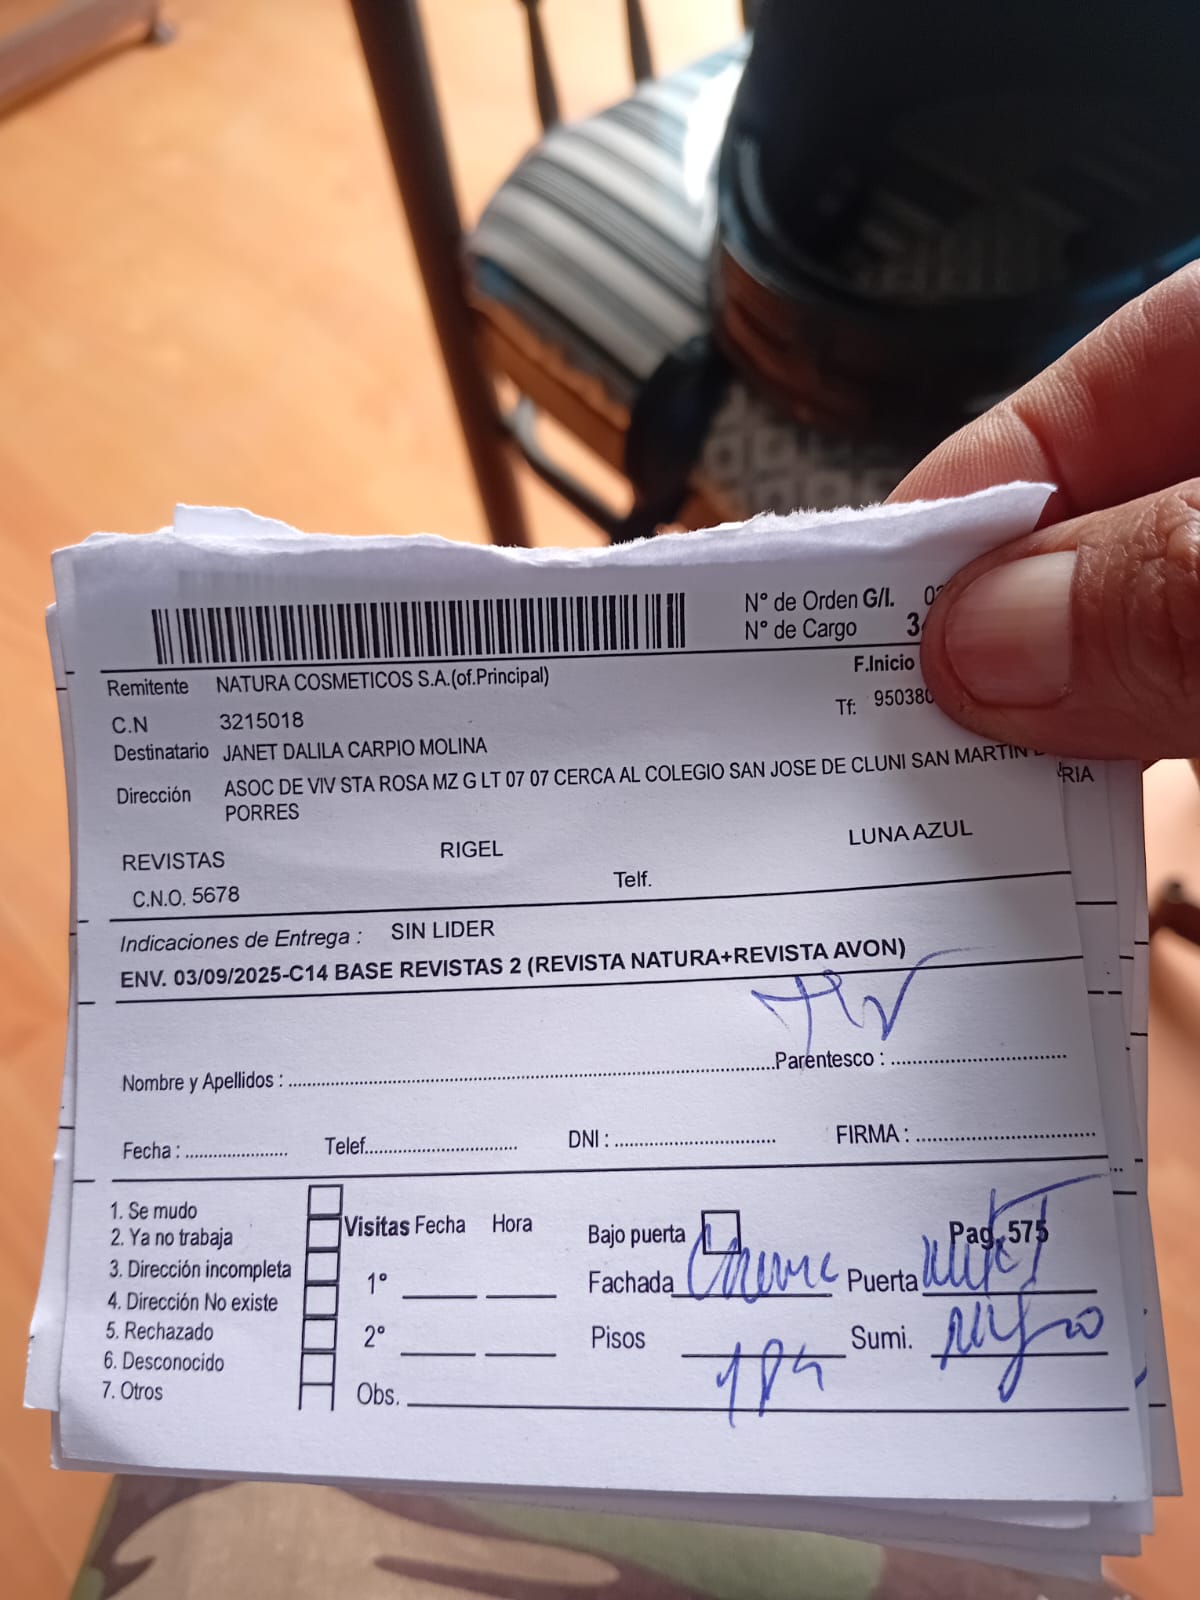 N° de Orden G/I.
N° de Cargo
F.Inicio
Remitente NATURA COSMETICOS S.A.(of.Principal)
C.N 3215018 Tf: 950380
Destinatario JANET DALILA CARPIO MOLINA
Dirección ASOC DE VIV STA ROSA MZ G LT 07 07 CERCA AL COLEGIO SAN JOSE DE CLUNI SAN MARTIN
PORRES
REVISTAS RIGEL LUNA AZUL
C.N.O. 5678 Telf.
Indicaciones de Entrega : SIN LIDER
ENV. 03/09/2025-C14 BASE REVISTAS 2 (REVISTA NATURA+REVISTA AVON)
Nombre y Apellidos : Parentesco :
Fecha : Telef. DNI : FIRMA :
1. Se mudo
2. Ya no trabaja
3. Dirección incompleta
4. Dirección No existe
5. Rechazado
6. Desconocido
7. Otros
Visitas Fecha Hora
1°
2°
Obs.
Bajo puerta Pag. 575
Fachada Puerta
Pisos Sumi.